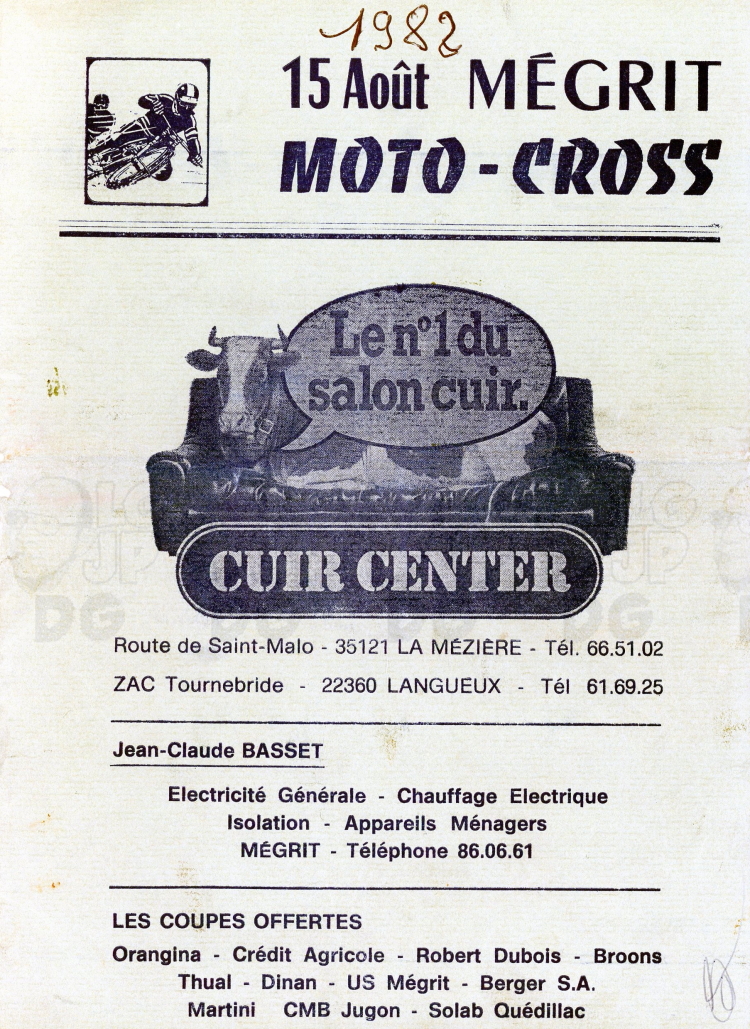 1982
15 Août MÉGRIT
MOTO - CROSS
Le n°1 du
salon cuir.
CUIR CENTER
DG
DG
DG
Route de Saint-Malo - 35121 LA MÉZIÈRE - Tél. 66.51.02
ZAC Tournebride - 22360 LANGUEUX - Tél 61.69.25
Jean-Claude BASSET
Electricité Générale - Chauffage Electrique
Isolation - Appareils Ménagers
MÉGRIT - Téléphone 86.06.61
LES COUPES OFFERTES
Orangina - Crédit Agricole - Robert Dubois - Broons
Thual - Dinan - US Mégrit - Berger S.A.
Martini CMB Jugon - Solab Quédillac